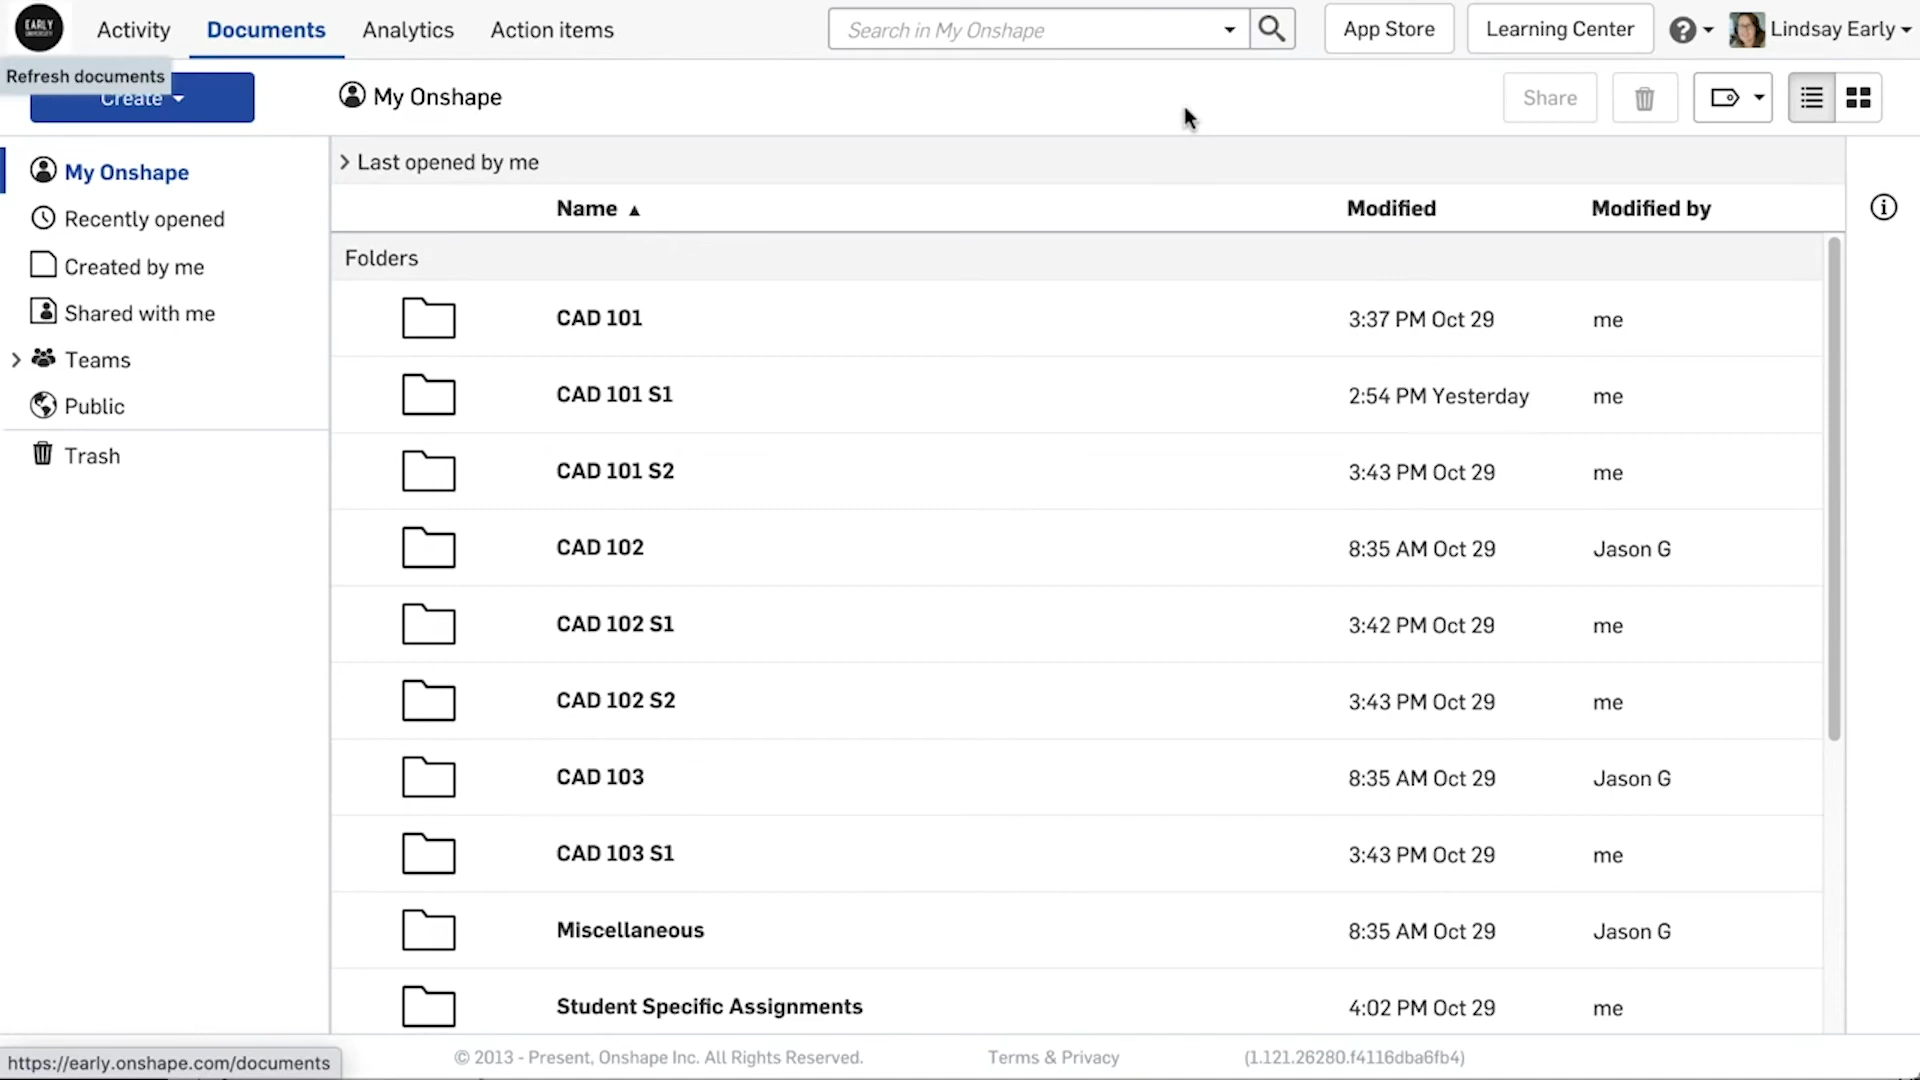 EARLY
UNIVERSITY
Activity
Documents
Analytics
Action items
Search in My Onshape
App Store
Learning Center
Lindsay Early
Refresh documents
Create
My Onshape
Share
My Onshape
Recently opened
Created by me
Shared with me
Teams
Public
Trash
Last opened by me
Name ▲ Modified Modified by
Folders
CAD 101 3:37 PM Oct 29 me
CAD 101 S1 2:54 PM Yesterday me
CAD 101 S2 3:43 PM Oct 29 me
CAD 102 8:35 AM Oct 29 Jason G
CAD 102 S1 3:42 PM Oct 29 me
CAD 102 S2 3:43 PM Oct 29 me
CAD 103 8:35 AM Oct 29 Jason G
CAD 103 S1 3:43 PM Oct 29 me
Miscellaneous 8:35 AM Oct 29 Jason G
Student Specific Assignments 4:02 PM Oct 29 me
https://early.onshape.com/documents
© 2013 - Present, Onshape Inc. All Rights Reserved. Terms & Privacy (1.121.26280.f4116dba6fb4)